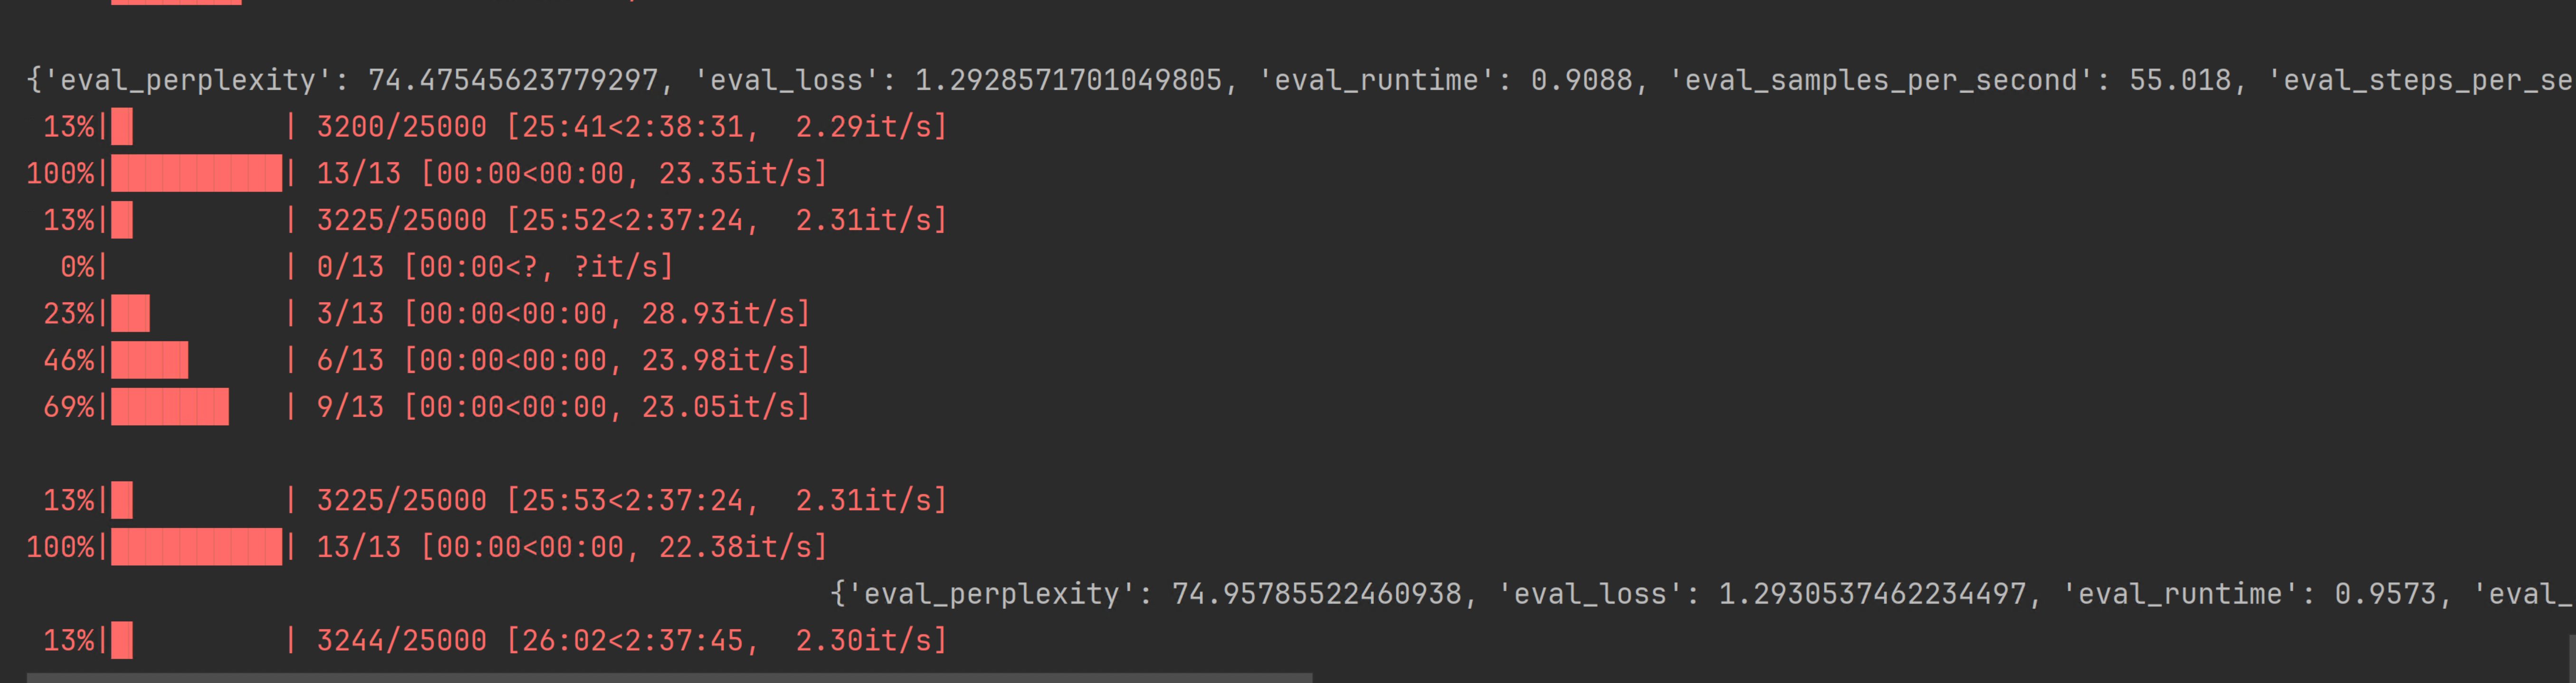 {'eval_perplexity': 74.47545623779297, 'eval_loss': 1.2928571701049805, 'eval_runtime': 0.9088, 'eval_samples_per_second': 55.018, 'eval_steps_per_se
13%| | 3200/25000 [25:41<2:38:31, 2.29it/s]
100%| | 13/13 [00:00<00:00, 23.35it/s]
13%| | 3225/25000 [25:52<2:37:24, 2.31it/s]
0%| | 0/13 [00:00<?, ?it/s]
23%| | 3/13 [00:00<00:00, 28.93it/s]
46%| | 6/13 [00:00<00:00, 23.98it/s]
69%| | 9/13 [00:00<00:00, 23.05it/s]
13%| | 3225/25000 [25:53<2:37:24, 2.31it/s]
100%| | 13/13 [00:00<00:00, 22.38it/s]
{'eval_perplexity': 74.95785522460938, 'eval_loss': 1.2930537462234497, 'eval_runtime': 0.9573, 'eval_
13%| | 3244/25000 [26:02<2:37:45, 2.30it/s]